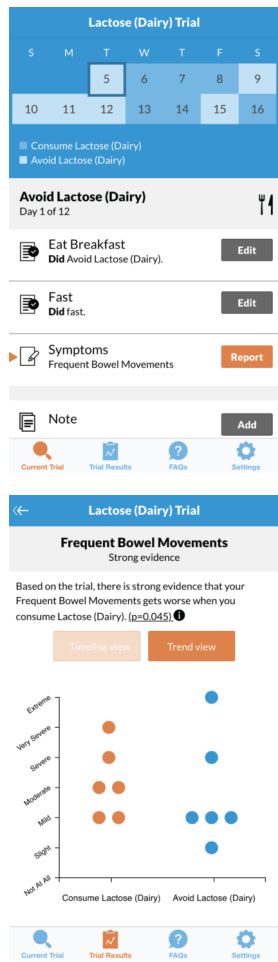 Lactose (Dairy) Trial
S M T W T F S
5 6 7 8 9
10 11 12 13 14 15 16
Consume Lactose (Dairy)
Avoid Lactose (Dairy)
Avoid Lactose (Dairy)
Day 1 of 12
Eat Breakfast
Did Avoid Lactose (Dairy).
Edit
Fast
Did fast.
Edit
Symptoms
Frequent Bowel Movements
Report
Note
Add
Current Trial Trial Results FAQs Settings
Lactose (Dairy) Trial
Frequent Bowel Movements
Strong evidence
Based on the trial, there is strong evidence that your
Frequent Bowel Movements gets worse when you
consume Lactose (Dairy). (p=0.045)
Timeline view Trend view
Extreme
Very Severe
Severe
Moderate
Mild
Slight
Not At All
Consume Lactose (Dairy) Avoid Lactose (Dairy)
Current Trial Trial Results FAQs Settings